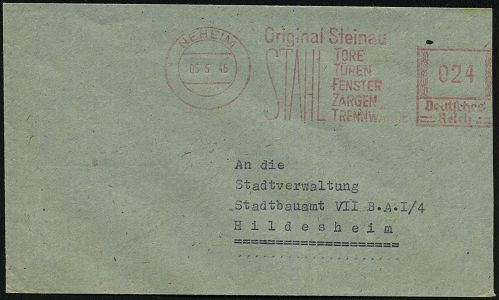 NEHEIM
05.5.46
Original Steinau
STAHL
TORE
TÜREN
FENSTER
ZARGEN
TRENNWÄNDE
024
Deutsches
Reich
An die
Stadtverwaltung
Stadtbauamt VII B.A.I/4
Hildesheim